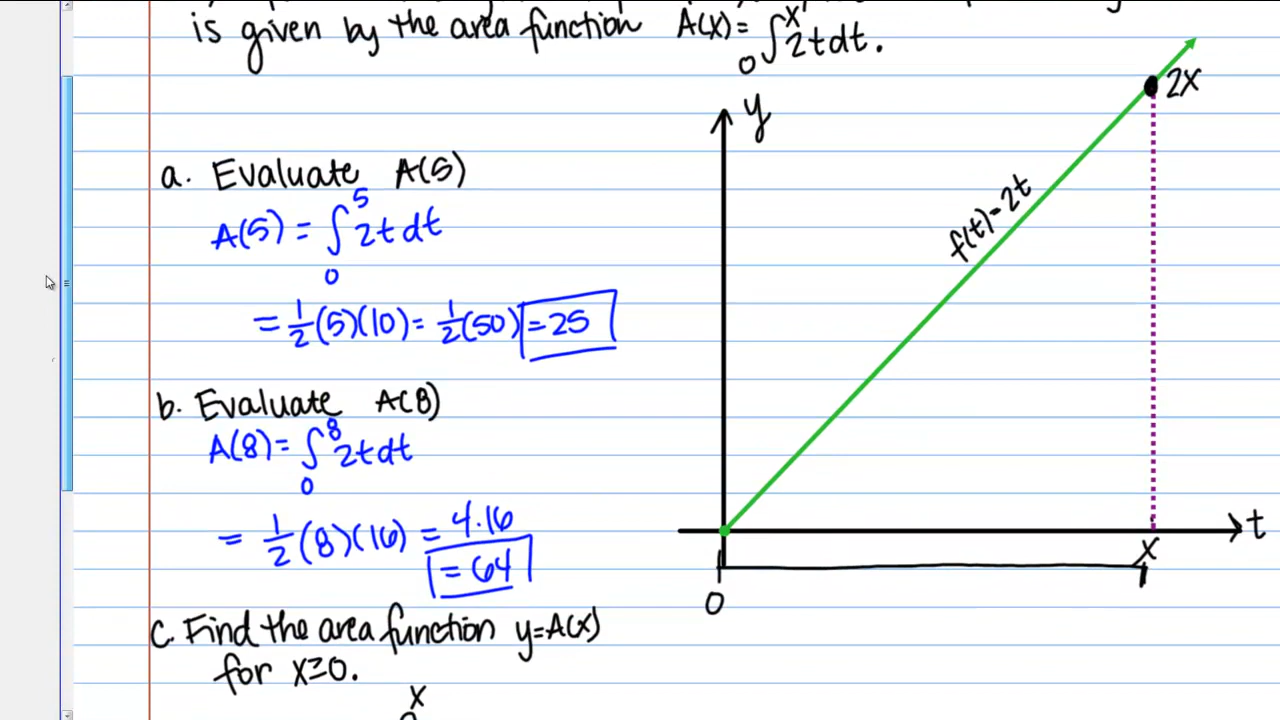 is given by the area function A(x)= ∫₀ˣ 2t dt.
y
2x
f(t)=2t
a. Evaluate A(5)
A(5) = ∫₀⁵ 2t dt
= 1/2 (5)(10) = 1/2 (50) = 25
b. Evaluate A(8)
A(8) = ∫₀⁸ 2t dt
= 1/2 (8)(16) = 4·16
= 64
t
x
0
c. Find the area function y=A(x)
for x≥0.
x